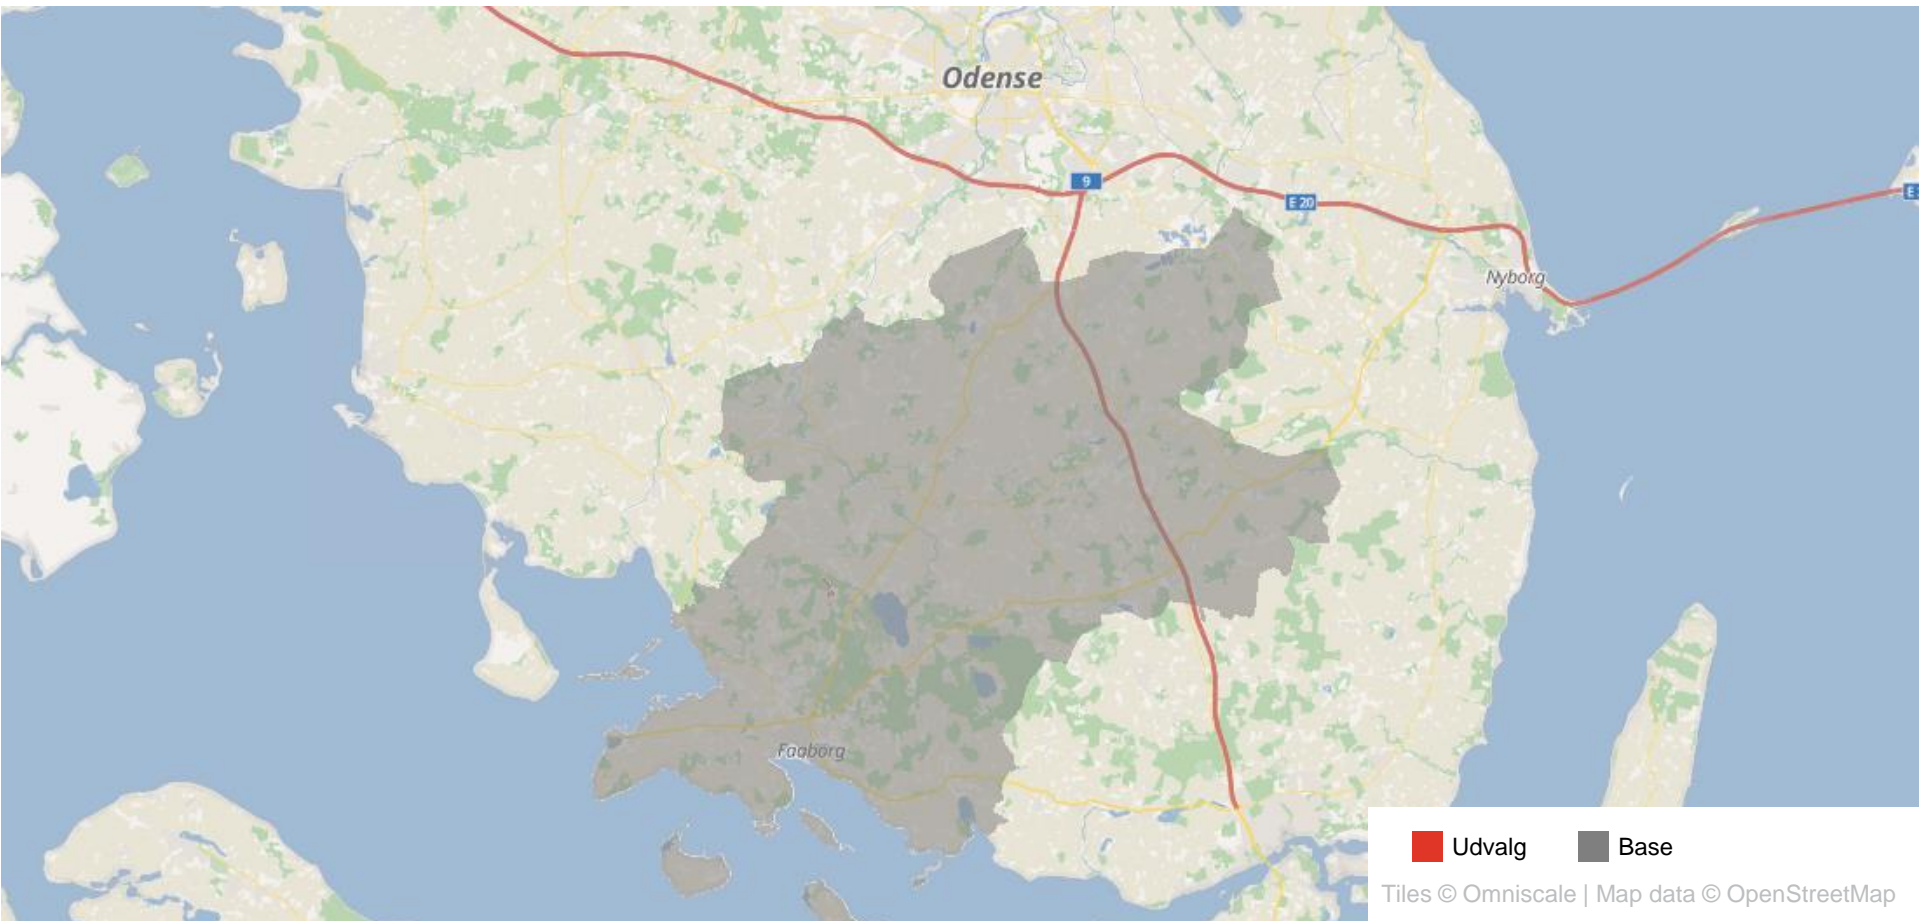 Odense
9
E 20
E
Nyborg
Faaborg
Udvalg
Base
Tiles © Omniscale | Map data © OpenStreetMap